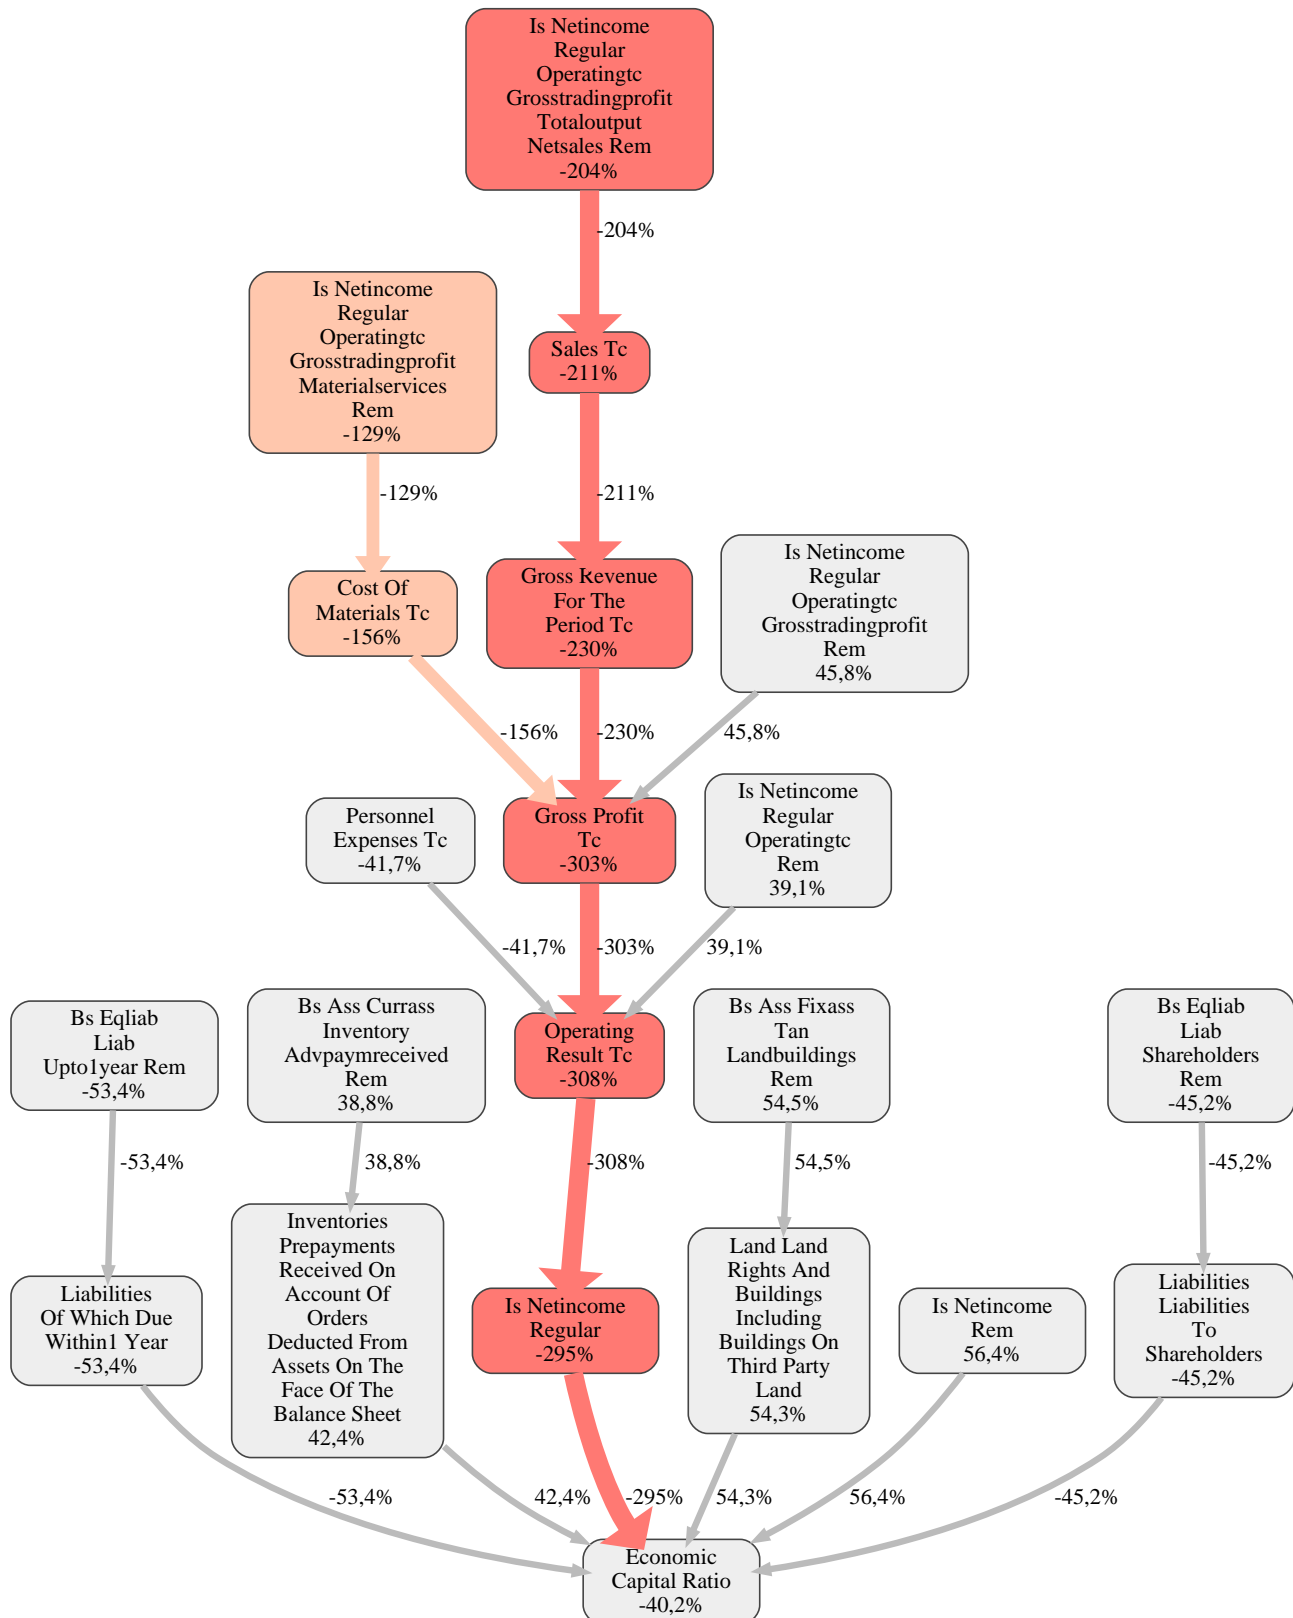 Is Netincome
Regular
Operatingtc
Grosstradingprofit
Totaloutput
Netsales Rem
-204%
-204%
Is Netincome
Regular
Operatingtc
Grosstradingprofit
Materialservices
Rem
-129%
Sales Tc
-211%
-129%
-211%
Is Netincome
Regular
Operatingtc
Grosstradingprofit
Rem
45,8%
Cost Of
Materials Tc
-156%
Gross Revenue
For The
Period Tc
-230%
-156%
-230%
45,8%
Personnel
Expenses Tc
-41,7%
Gross Profit
Tc
-303%
Is Netincome
Regular
Operatingtc
Rem
39,1%
-41,7%
-303%
39,1%
Bs Eqliab
Liab
Upto1year Rem
-53,4%
Bs Ass Currass
Inventory
Advpaymreceived
Rem
38,8%
Operating
Result Tc
-308%
Bs Ass Fixass
Tan
Landbuildings
Rem
54,5%
Bs Eqliab
Liab
Shareholders
Rem
-45,2%
-53,4%
38,8%
-308%
54,5%
-45,2%
Liabilities
Of Which Due
Within1 Year
-53,4%
Inventories
Prepayments
Received On
Account Of
Orders
Deducted From
Assets On The
Face Of The
Balance Sheet
42,4%
Is Netincome
Regular
-295%
Land Land
Rights And
Buildings
Including
Buildings On
Third Party
Land
54,3%
Is Netincome
Rem
56,4%
Liabilities
Liabilities
To
Shareholders
-45,2%
-53,4%
42,4%
-295%
54,3%
56,4%
-45,2%
Economic
Capital Ratio
-40,2%